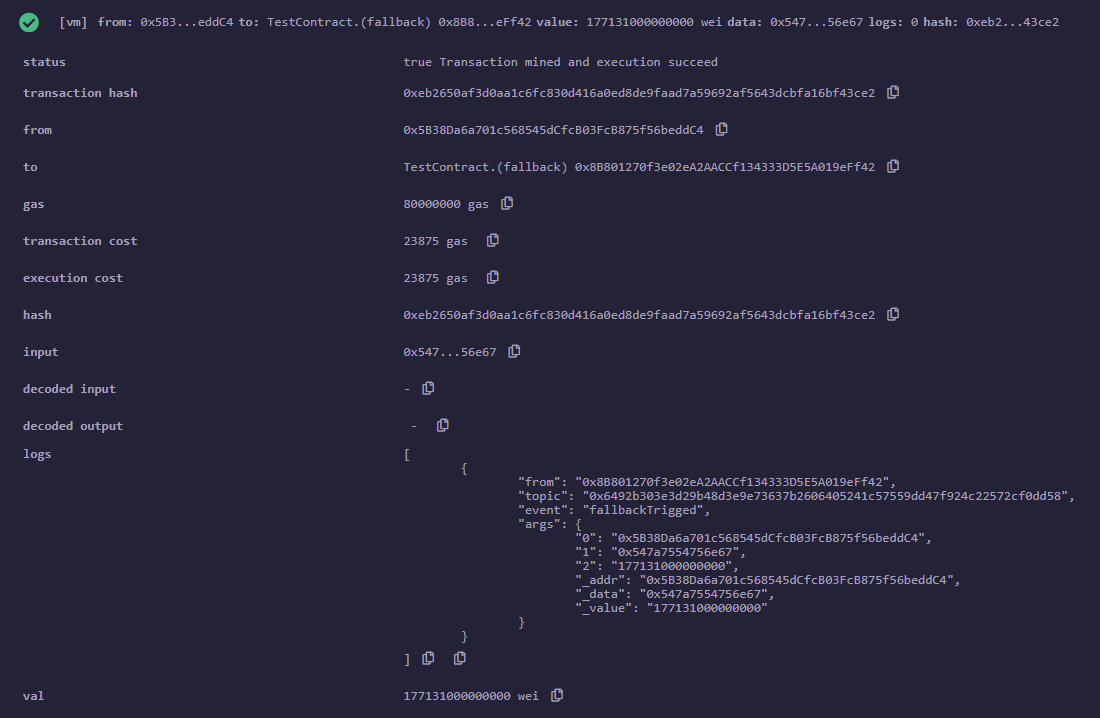 [vm] from: 0x5B3...eddC4 to: TestContract.(fallback) 0x8B8...eFf42 value: 177131000000000 wei data: 0x547...56e67 logs: 0 hash: 0xeb2...43ce2
status true Transaction mined and execution succeed
transaction hash 0xeb2650af3d0aa1c6fc830d416a0ed8de9faad7a59692af5643dcbfa16bf43ce2
from 0x5B38Da6a701c568545dCfcB03FcB875f56beddC4
to TestContract.(fallback) 0x8B801270f3e02eA2AACCf134333D5E5A019eFf42
gas 80000000 gas
transaction cost 23875 gas
execution cost 23875 gas
hash 0xeb2650af3d0aa1c6fc830d416a0ed8de9faad7a59692af5643dcbfa16bf43ce2
input 0x547...56e67
decoded input -
decoded output -
logs [
{
"from": "0x8B801270f3e02eA2AACCf134333D5E5A019eFf42",
"topic": "0x6492b303e3d29b48d3e9e73637b2606405241c57559dd47f924c22572cf0dd58",
"event": "fallbackTrigged",
"args": {
"0": "0x5B38Da6a701c568545dCfcB03FcB875f56beddC4",
"1": "0x547a7554756e67",
"2": "177131000000000",
"_addr": "0x5B38Da6a701c568545dCfcB03FcB875f56beddC4",
"_data": "0x547a7554756e67",
"_value": "177131000000000"
}
}
]
val 177131000000000 wei